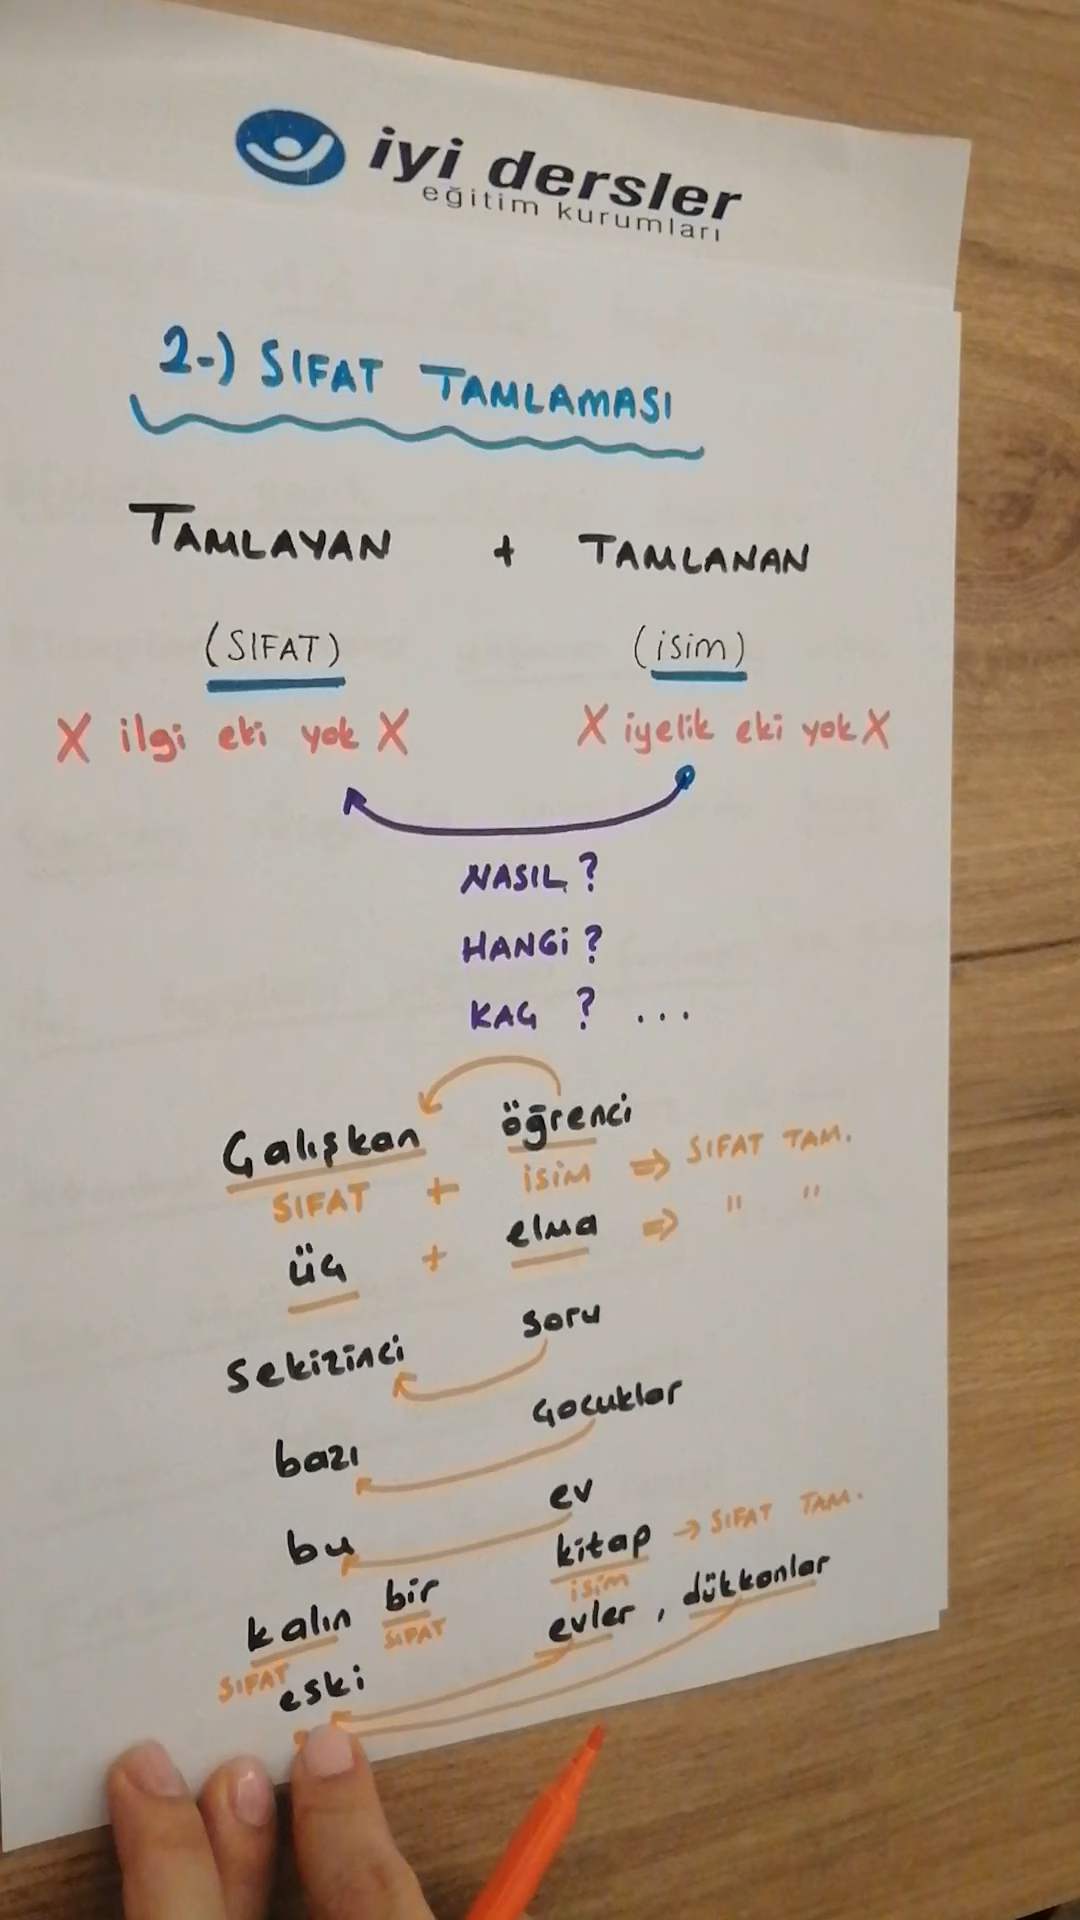 iyi dersler
eğitim kurumları
2-) SIFAT TAMLAMASI
TAMLAYAN + TAMLANAN
(SIFAT) (isim)
X ilgi eki yok X X iyelik eki yok X
NASIL ?
HANGİ ?
KAÇ ? ...
Çalışkan öğrenci
SIFAT + isim ⇒ SIFAT TAM.
üç + elma ⇒ " "
Sekizinci soru
bazı çocuklar
bu ev
kalın bir kitap → SIFAT TAM.
SIFAT SIFAT isim
eski evler , dükkanlar